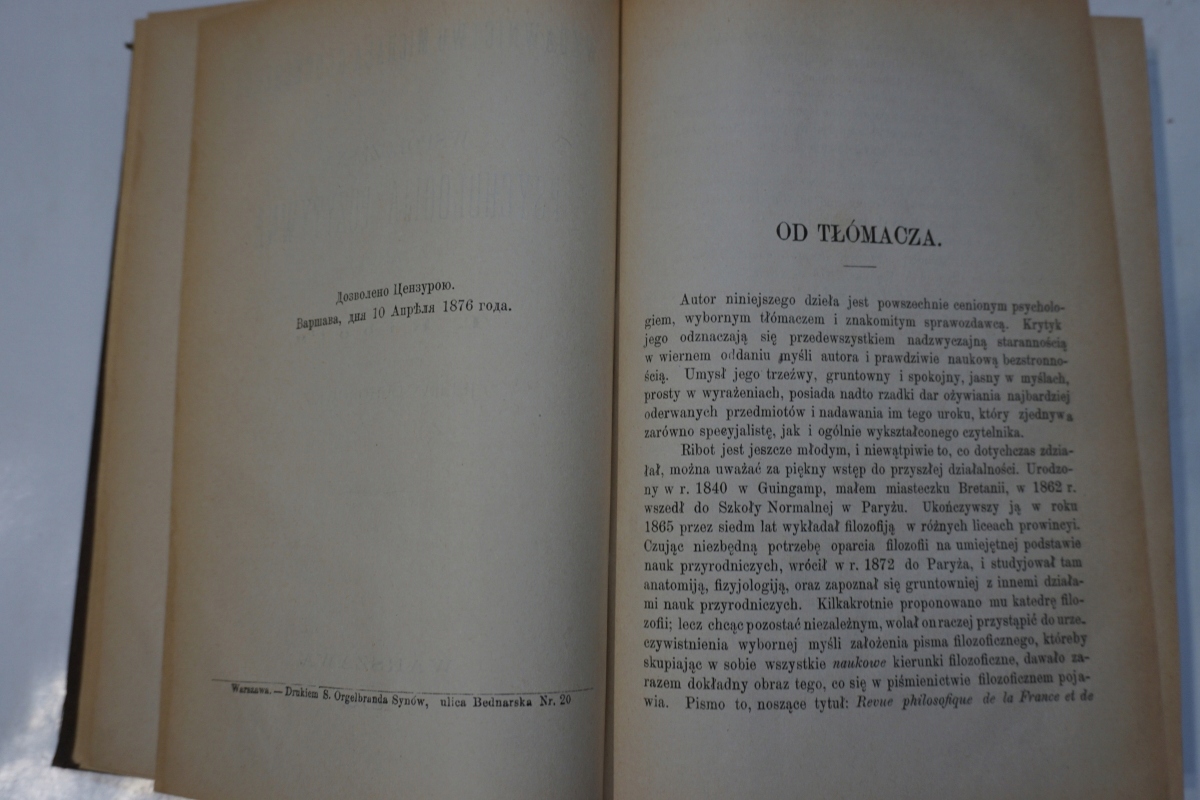 Дозволено Цензурою.
Варшава, дня 10 Апрѣля 1876 года.
Warszawa. — Drukiem S. Orgelbranda Synów, ulica Bednarska Nr. 20
OD TŁÓMACZA.
Autor niniejszego dzieła jest powszechnie cenionym psycholo-
giem, wybornym tłómaczem i znakomitym sprawozdawcą. Krytyk
jego odznaczają się przedewszystkiem nadzwyczajną starannością
w wiernem oddaniu myśli autora i prawdziwie naukową bezstronno-
ścią. Umysł jego trzeźwy, gruntowny i spokojny, jasny w myślach,
prosty w wyrażeniach, posiada nadto rzadki dar ożywiania najbardziej
oderwanych przedmiotów i nadawania im tego uroku, który zjednywa
zarówno specyjalistę, jak i ogólnie wykształconego czytelnika.
Ribot jest jeszcze młodym, i niewątpiwie to, co dotychczas zdzia-
łał, można uważać za piękny wstęp do przyszłej działalności. Urodzo-
ny w r. 1840 w Guingamp, małem miasteczku Bretanii, w 1862 r.
wszedł do Szkoły Normalnej w Paryżu. Ukończywszy ją w roku
1865 przez siedm lat wykładał filozofiją w różnych liceach prowincyi.
Czując niezbędną potrzebę oparcia filozofii na umiejętnej podstawie
nauk przyrodniczych, wrócił w r. 1872 do Paryża, i studyjował tam
anatomiją, fizyjologiją, oraz zapoznał się gruntowniej z innemi działa-
mi nauk przyrodniczych. Kilkakrotnie proponowano mu katedrę filo-
zofii; lecz chcąc pozostać niezależnym, wolał on raczej przystąpić do urze-
czywistnienia wybornej myśli założenia pisma filozoficznego, któreby
skupiając w sobie wszystkie naukowe kierunki filozoficzne, dawało za-
razem dokładny obraz tego, co się w piśmienictwie filozoficznem poja-
wia. Pismo to, noszące tytuł: Revue philosofique de la France et de